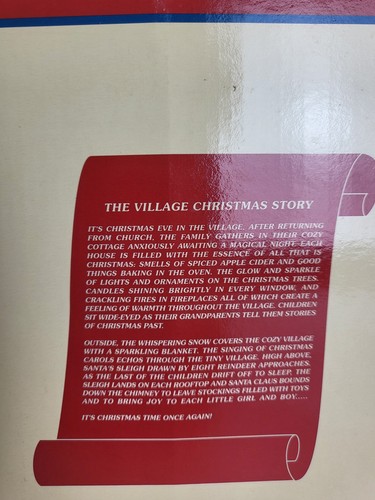 THE VILLAGE CHRISTMAS STORY
IT'S CHRISTMAS EVE IN THE VILLAGE. AFTER RETURNING
FROM CHURCH, THE FAMILY GATHERS IN THEIR COZY
COTTAGE ANXIOUSLY AWAITING A MAGICAL NIGHT. EACH
HOUSE IS FILLED WITH THE ESSENCE OF ALL THAT IS
CHRISTMAS: SMELLS OF SPICED APPLE CIDER AND GOOD
THINGS BAKING IN THE OVEN, THE GLOW AND SPARKLE
OF LIGHTS AND ORNAMENTS ON THE CHRISTMAS TREES,
CANDLES SHINING BRIGHTLY IN EVERY WINDOW, AND
CRACKLING FIRES IN FIREPLACES ALL OF WHICH CREATE A
FEELING OF WARMTH THROUGHOUT THE VILLAGE. CHILDREN
SIT WIDE-EYED AS THEIR GRANDPARENTS TELL THEM STORIES
OF CHRISTMAS PAST.
OUTSIDE, THE WHISPERING SNOW COVERS THE COZY VILLAGE
WITH A SPARKLING BLANKET. THE SINGING OF CHRISTMAS
CAROLS ECHOS THROUGH THE TINY VILLAGE. HIGH ABOVE,
SANTA'S SLEIGH DRAWN BY EIGHT REINDEER APPROACHES.
AS THE LAST OF THE CHILDREN DRIFT OFF TO SLEEP, THE
SLEIGH LANDS ON EACH ROOFTOP AND SANTA CLAUS BOUNDS
DOWN THE CHIMNEY TO LEAVE STOCKINGS FILLED WITH TOYS
AND TO BRING JOY TO EACH LITTLE GIRL AND BOY.....
IT'S CHRISTMAS TIME ONCE AGAIN!